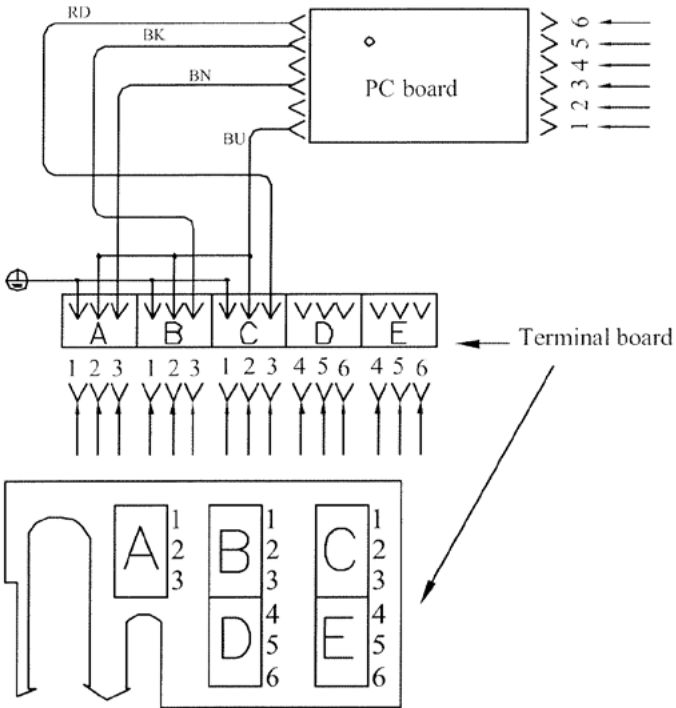 RD
BK
BN
BU
PC board
6
5
4
3
2
1
A B C D E
Terminal board
1 2 3 1 2 3 1 2 3 4 5 6 4 5 6
A 1 2 3
B 1 2 3
C 1 2 3
D 4 5 6
E 4 5 6